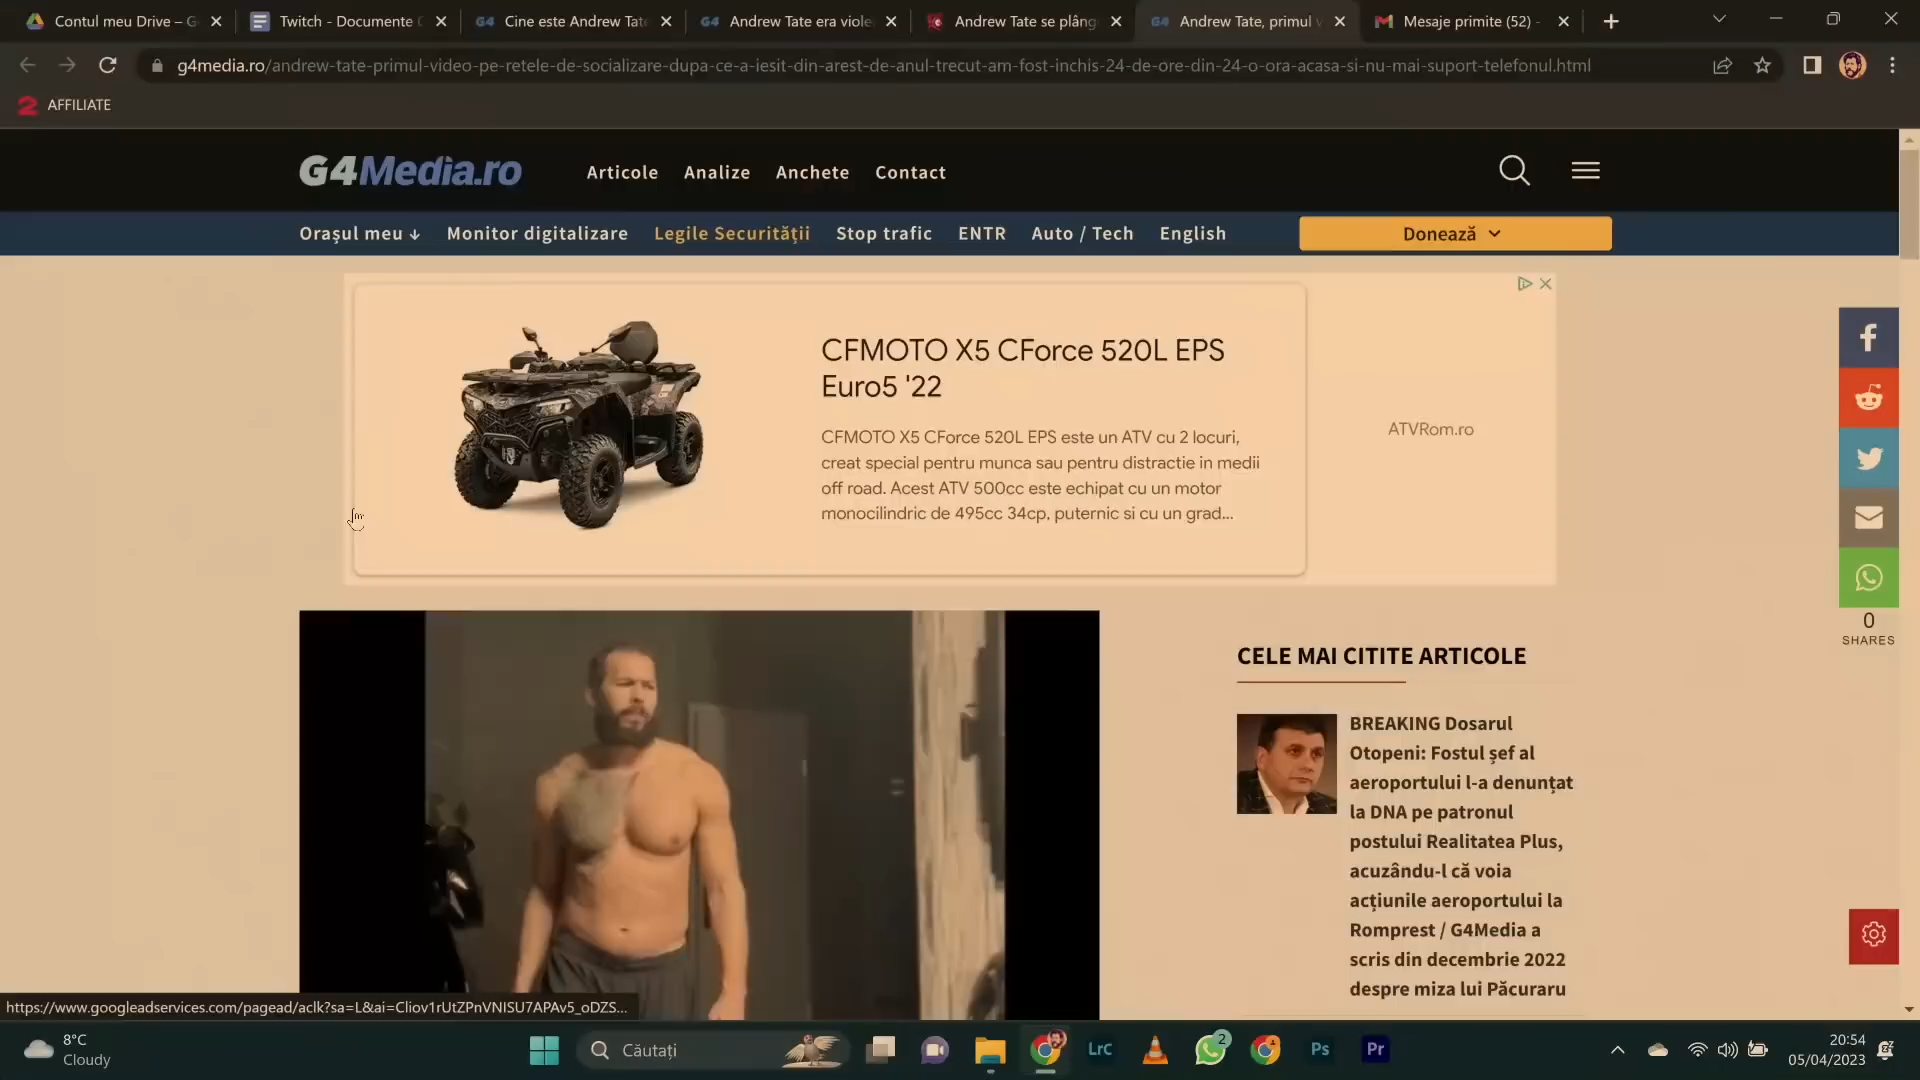 Contul meu Drive – G
Twitch - Documente
Cine este Andrew Tate
Andrew Tate era viole
Andrew Tate se plâng
Andrew Tate, primul v
Mesaje primite (52) -
g4media.ro/andrew-tate-primul-video-pe-retele-de-socializare-dupa-ce-a-iesit-din-arest-de-anul-trecut-am-fost-inchis-24-de-ore-din-24-o-ora-acasa-si-nu-mai-suport-telefonul.html
2 AFFILIATE
G4Media.ro
Articole Analize Anchete Contact
Orașul meu ↓ Monitor digitalizare Legile Securității Stop trafic ENTR Auto / Tech English Donează
CFMOTO X5 CForce 520L EPS
Euro5 '22
CFMOTO X5 CForce 520L EPS este un ATV cu 2 locuri,
creat special pentru munca sau pentru distractie in medii
off road. Acest ATV 500cc este echipat cu un motor
monocilindric de 495cc 34cp, puternic si cu un grad...
ATVRom.ro
0
SHARES
CELE MAI CITITE ARTICOLE
BREAKING Dosarul
Otopeni: Fostul șef al
aeroportului l-a denunțat
la DNA pe patronul
postului Realitatea Plus,
acuzându-l că voia
acțiunile aeroportului la
Romprest / G4Media a
scris din decembrie 2022
despre miza lui Păcuraru
https://www.googleadservices.com/pagead/aclk?sa=L&ai=Cliov1rUtZPnVNISU7APAv5_oDZS...
8°C
Cloudy
Căutați
LrC
2
Ps
Pr
20:54
05/04/2023